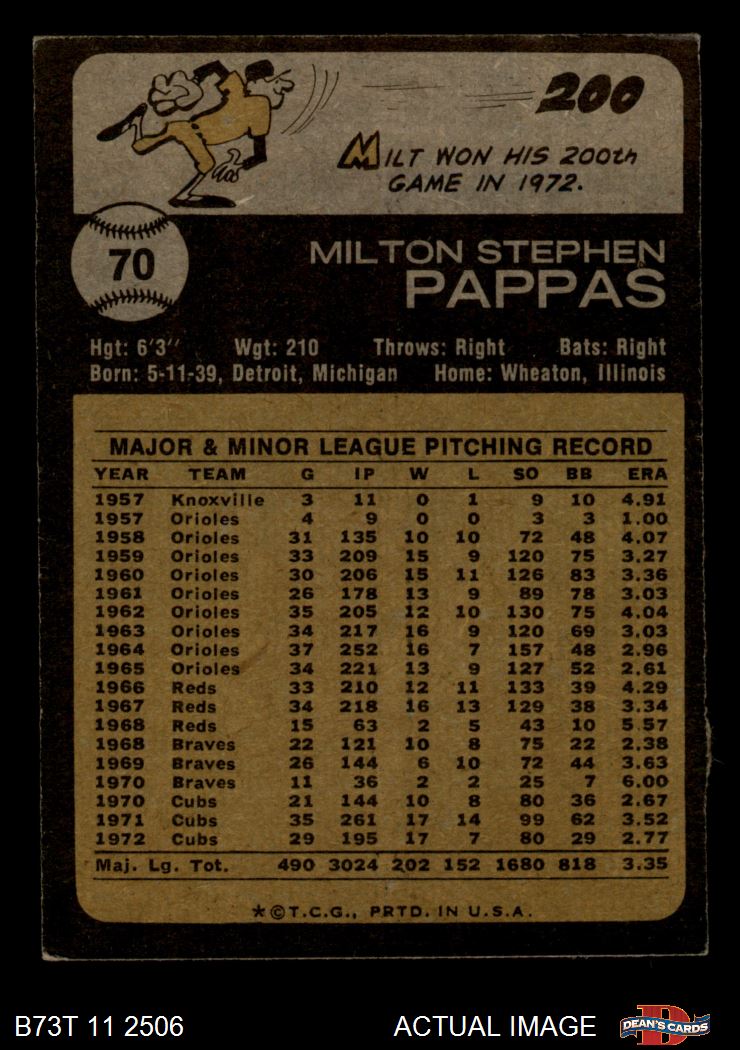 200
MILT WON HIS 200th
GAME IN 1972.
70
MILTON STEPHEN
PAPPAS
Hgt: 6'3" Wgt: 210 Throws: Right Bats: Right
Born: 5-11-39, Detroit, Michigan Home: Wheaton, Illinois
MAJOR & MINOR LEAGUE PITCHING RECORD
YEAR TEAM G IP W L SO BB ERA
1957 Knoxville 3 11 0 1 9 10 4.91
1957 Orioles 4 9 0 0 3 3 1.00
1958 Orioles 31 135 10 10 72 48 4.07
1959 Orioles 33 209 15 9 120 75 3.27
1960 Orioles 30 206 15 11 126 83 3.36
1961 Orioles 26 178 13 9 89 78 3.03
1962 Orioles 35 205 12 10 130 75 4.04
1963 Orioles 34 217 16 9 120 69 3.03
1964 Orioles 37 252 16 7 157 48 2.96
1965 Orioles 34 221 13 9 127 52 2.61
1966 Reds 33 210 12 11 133 39 4.29
1967 Reds 34 218 16 13 129 38 3.34
1968 Reds 15 63 2 5 43 10 5.57
1968 Braves 22 121 10 8 75 22 2.38
1969 Braves 26 144 6 10 72 44 3.63
1970 Braves 11 36 2 2 25 7 6.00
1970 Cubs 21 144 10 8 80 36 2.67
1971 Cubs 35 261 17 14 99 62 3.52
1972 Cubs 29 195 17 7 80 29 2.77
Maj. Lg. Tot. 490 3024 202 152 1680 818 3.35
*©T.C.G., PRTD. IN U.S.A.
B73T 11 2506 ACTUAL IMAGE D DEAN'S CARDS